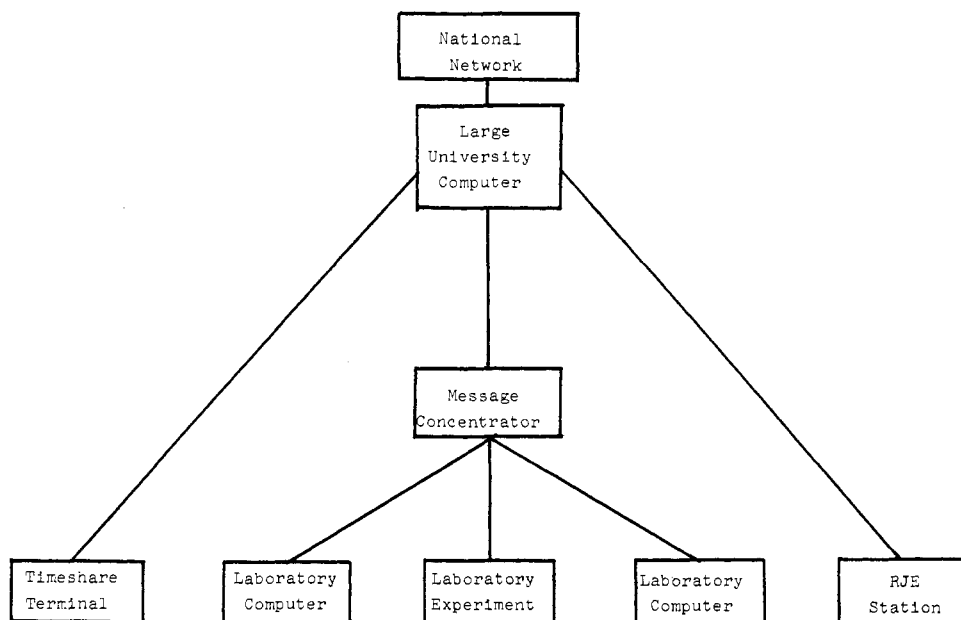 National
Network
Large
University
Computer
Message
Concentrator
Timeshare
Terminal
Laboratory
Computer
Laboratory
Experiment
Laboratory
Computer
RJE
Station